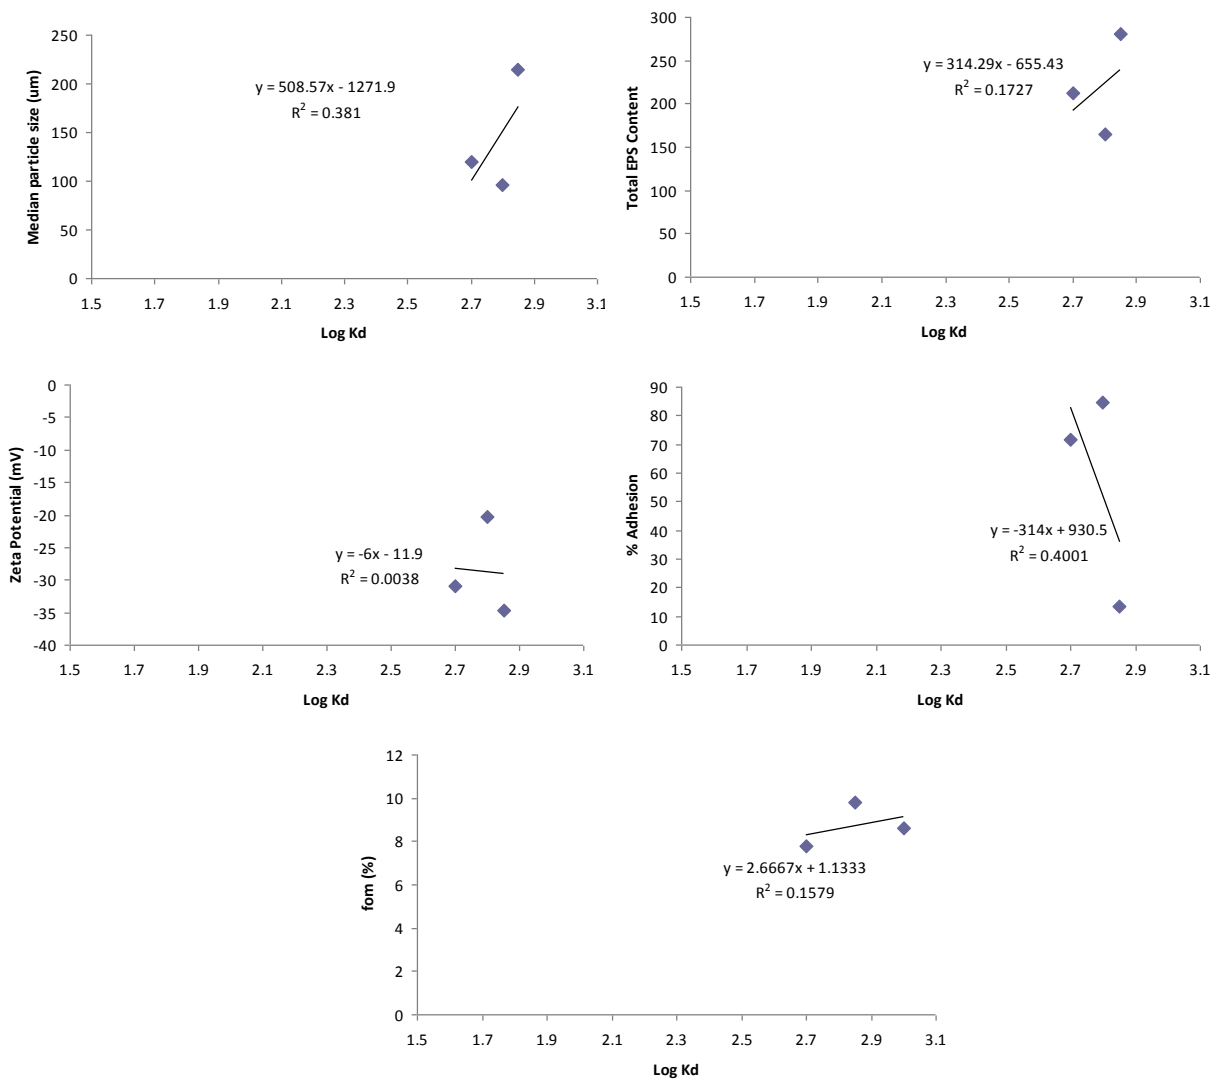 Median particle size (um)
250
200
150
100
50
0
y = 508.57x - 1271.9
R² = 0.381
1.5 1.7 1.9 2.1 2.3 2.5 2.7 2.9 3.1
Log Kd
Total EPS Content
300
250
200
150
100
50
0
y = 314.29x - 655.43
R² = 0.1727
1.5 1.7 1.9 2.1 2.3 2.5 2.7 2.9 3.1
Log Kd
Zeta Potential (mV)
0
-5
-10
-15
-20
-25
-30
-35
-40
y = -6x - 11.9
R² = 0.0038
1.5 1.7 1.9 2.1 2.3 2.5 2.7 2.9 3.1
Log Kd
% Adhesion
90
80
70
60
50
40
30
20
10
0
y = -314x + 930.5
R² = 0.4001
1.5 1.7 1.9 2.1 2.3 2.5 2.7 2.9 3.1
Log Kd
fom (%)
12
10
8
6
4
2
0
y = 2.6667x + 1.1333
R² = 0.1579
1.5 1.7 1.9 2.1 2.3 2.5 2.7 2.9 3.1
Log Kd